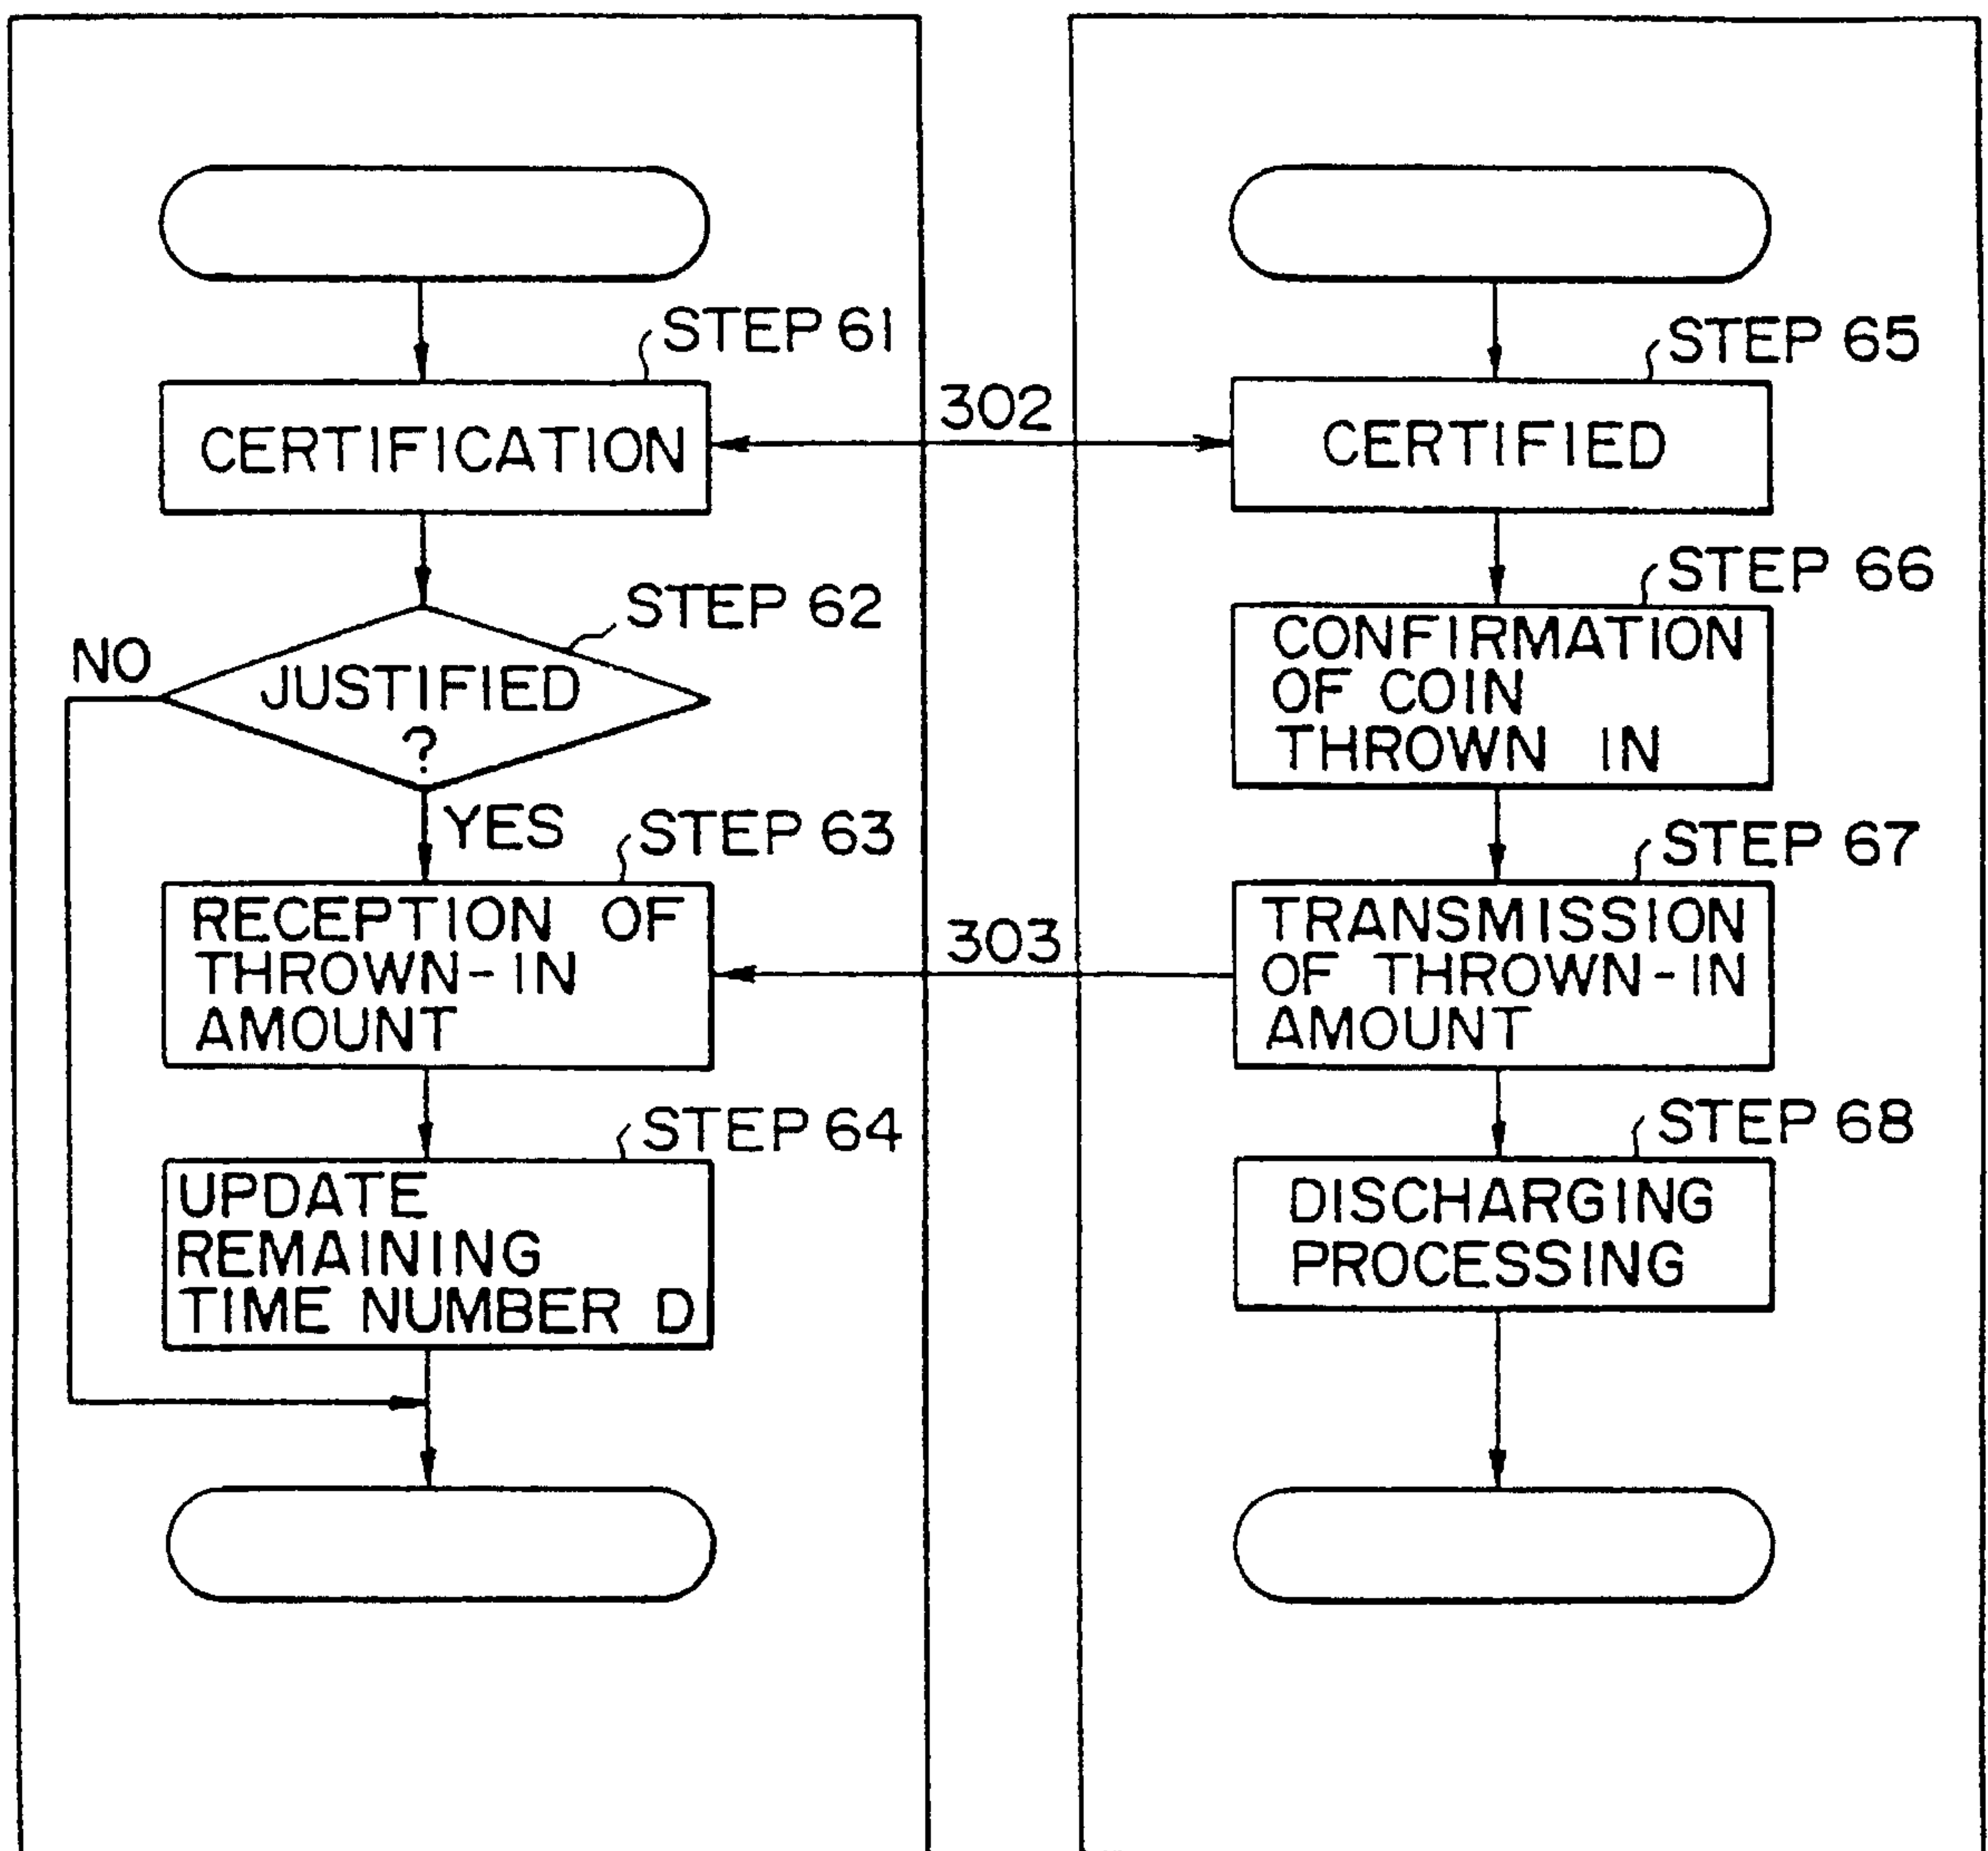 STEP 61
CERTIFICATION
STEP 62
NO
JUSTIFIED
?
YES
STEP 63
RECEPTION OF
THROWN-IN
AMOUNT
STEP 64
UPDATE
REMAINING
TIME NUMBER D
302
303
STEP 65
CERTIFIED
STEP 66
CONFIRMATION
OF COIN
THROWN IN
STEP 67
TRANSMISSION
OF THROWN-IN
AMOUNT
STEP 68
DISCHARGING
PROCESSING